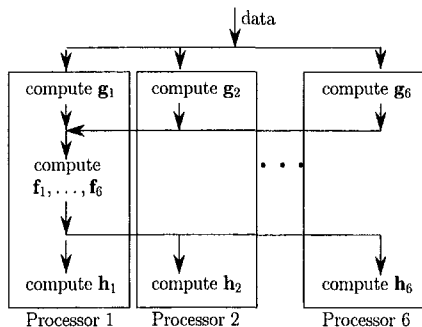 data
compute g₁ compute g₂ compute g₆
compute
f₁, . . . , f₆
compute h₁ compute h₂ compute h₆
Processor 1 Processor 2 Processor 6